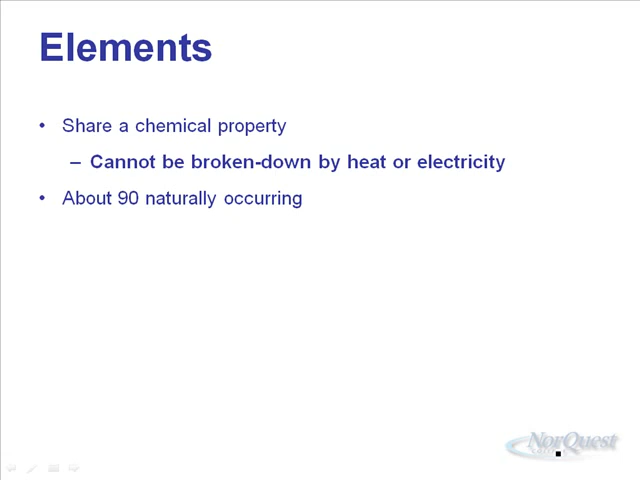 Elements
• Share a chemical property
– Cannot be broken-down by heat or electricity
• About 90 naturally occurring
NorQuest